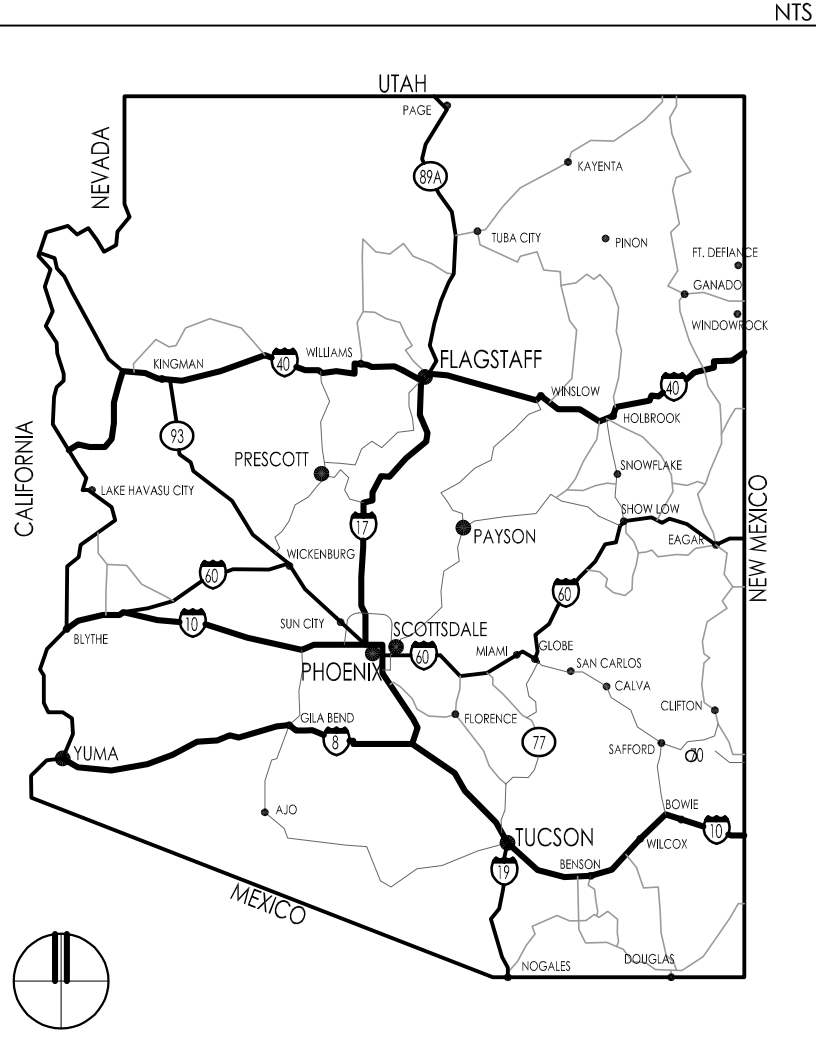 NTS
UTAH
PAGE
NEVADA
KAYENTA
89A
TUBA CITY
PINON
FT. DEFIANCE
GANADO
WINDOWROCK
KINGMAN
40
WILLIAMS
FLAGSTAFF
WINSLOW
40
HOLBROOK
93
CALIFORNIA
PRESCOTT
SNOWFLAKE
LAKE HAVASU CITY
SHOW LOW
17
PAYSON
EAGAR
NEW MEXICO
WICKENBURG
60
60
10
SUN CITY
SCOTTSDALE
BLYTHE
PHOENIX
60
MIAMI
GLOBE
SAN CARLOS
CALVA
GILA BEND
FLORENCE
CLIFTON
8
77
SAFFORD
70
YUMA
AJO
BOWIE
10
TUCSON
WILCOX
19
BENSON
MEXICO
NOGALES
DOUGLAS